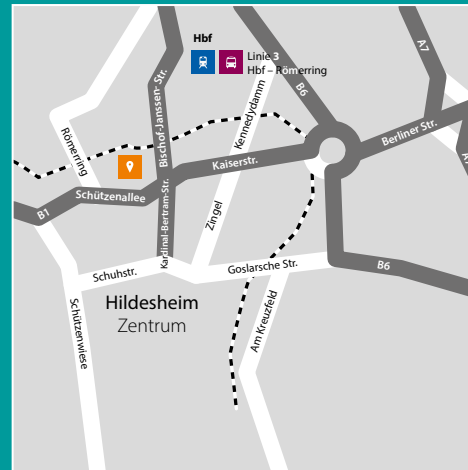 Hbf
Linie 3
Hbf – Römerring
A7
B6
Bischof-Janssen-Str.
Kennedydamm
Römerring
Berliner Str.
A7
Kaiserstr.
Schützenallee
B1
Kardinal-Bertram-Str.
Zingel
Schuhstr.
Goslarsche Str.
B6
Hildesheim
Zentrum
Schützenwiese
Am Kreuzfeld